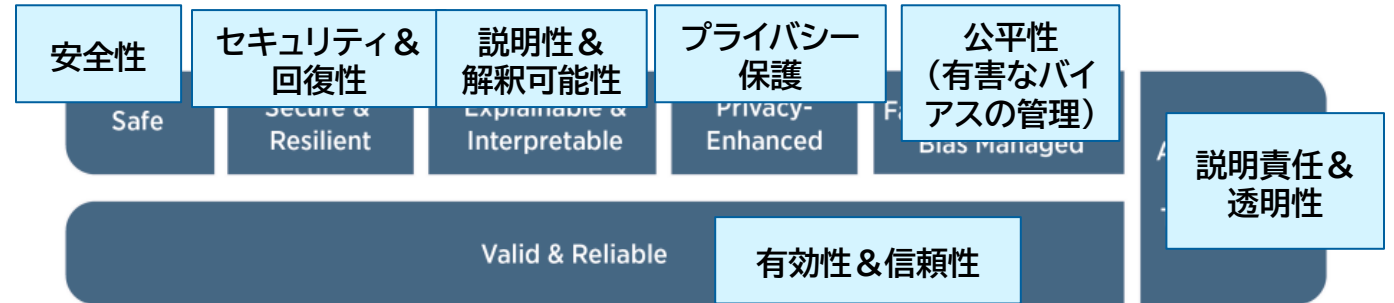 安全性
セキュリティ&
回復性
説明性&
解釈可能性
プライバシー
保護
公平性
(有害なバイ
アスの管理)
Safe
Secure &
Resilient
Explainable &
Interpretable
Privacy-
Enhanced
Bias Managed
説明責任&
透明性
Valid & Reliable
有効性&信頼性